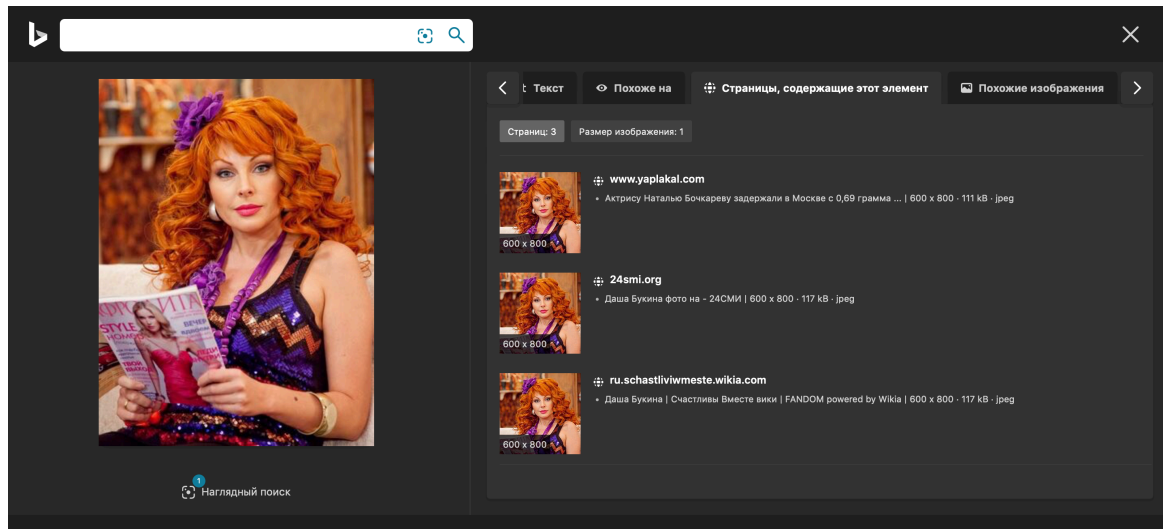 Текст
Похоже на
Страницы, содержащие этот элемент
Похожие изображения
Страниц: 3
Размер изображения: 1
www.yaplakal.com
Актрису Наталью Бочкареву задержали в Москве с 0,69 грамма ... | 600 x 800 · 111 kB · jpeg
600 x 800
24smi.org
Даша Букина фото на - 24СМИ | 600 x 800 · 117 kB · jpeg
600 x 800
ru.schastliviwmeste.wikia.com
Даша Букина | Счастливы Вместе вики | FANDOM powered by Wikia | 600 x 800 · 117 kB · jpeg
600 x 800
STYLE
ВЕЧЕР
1
Наглядный поиск